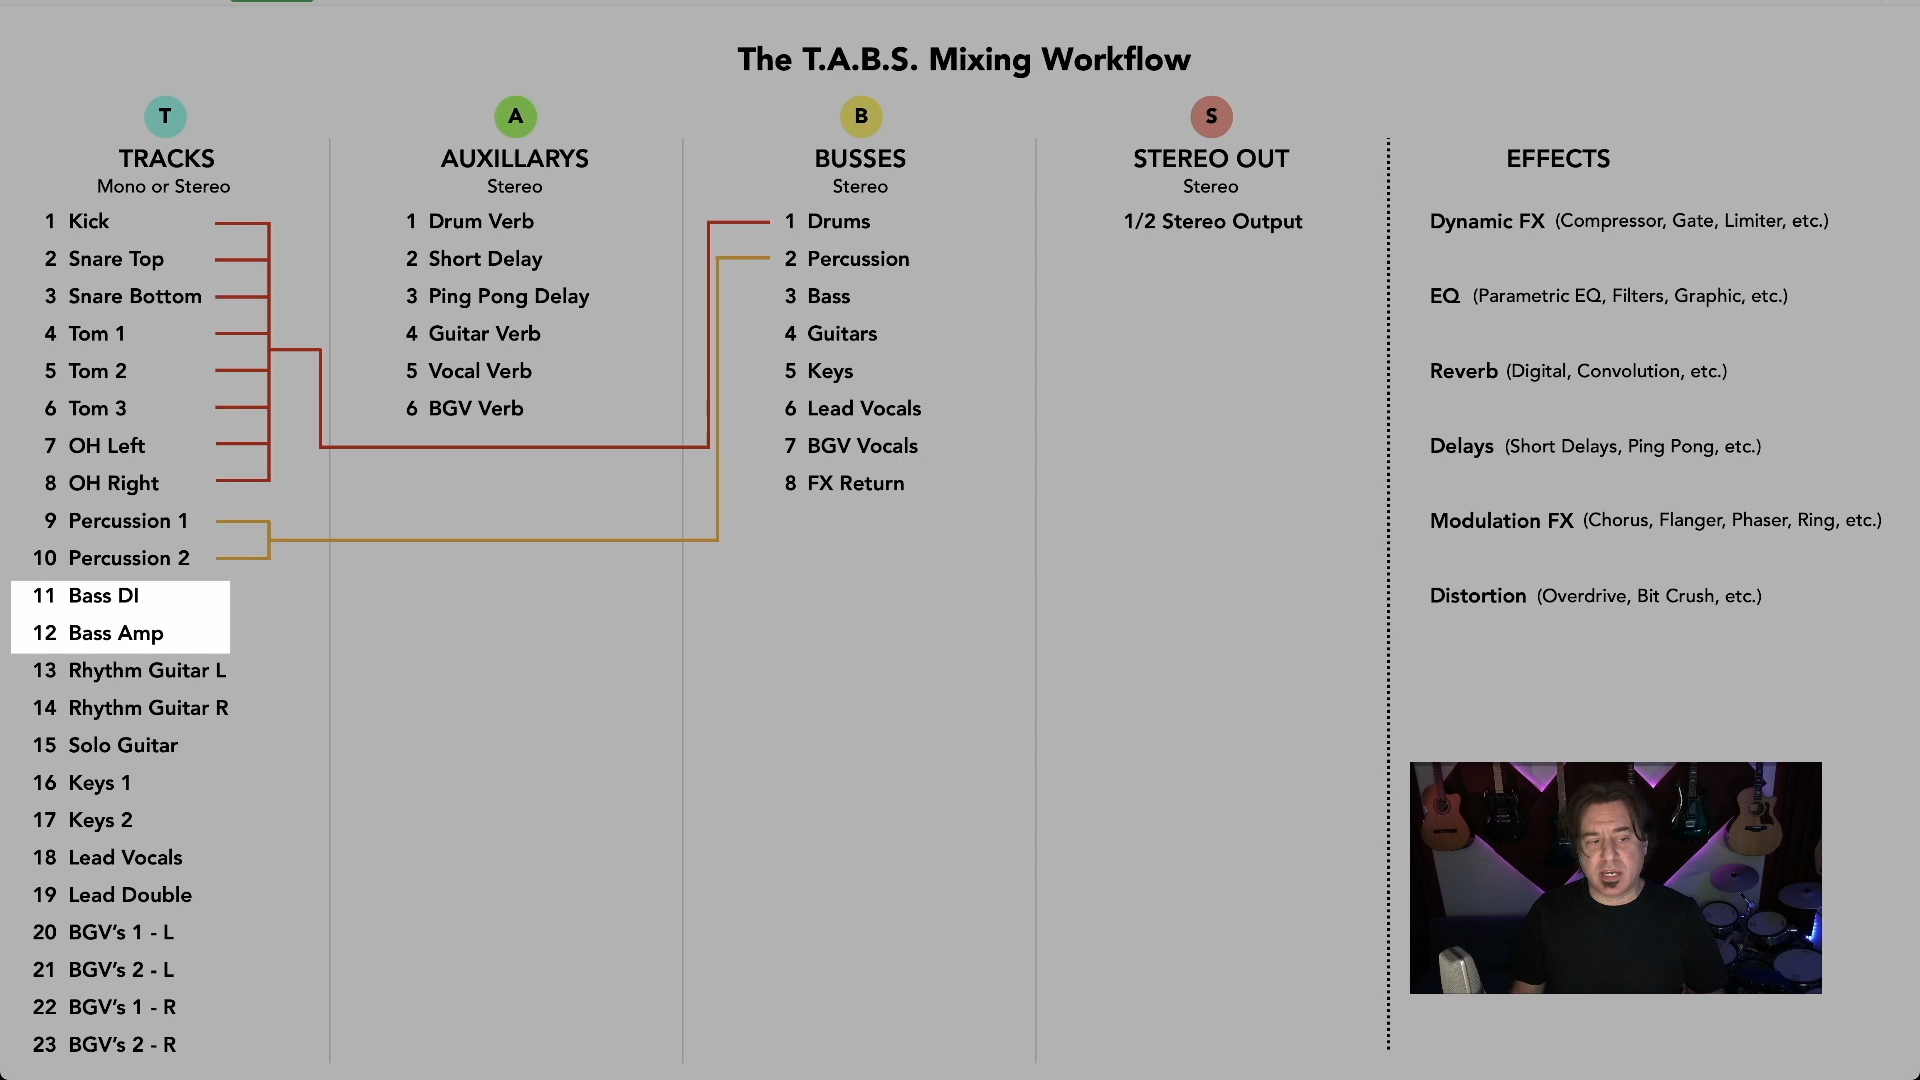 The T.A.B.S. Mixing Workflow
T
TRACKS
Mono or Stereo
1 Kick
2 Snare Top
3 Snare Bottom
4 Tom 1
5 Tom 2
6 Tom 3
7 OH Left
8 OH Right
9 Percussion 1
10 Percussion 2
11 Bass DI
12 Bass Amp
13 Rhythm Guitar L
14 Rhythm Guitar R
15 Solo Guitar
16 Keys 1
17 Keys 2
18 Lead Vocals
19 Lead Double
20 BGV’s 1 - L
21 BGV’s 2 - L
22 BGV’s 1 - R
23 BGV’s 2 - R
A
AUXILLARYS
Stereo
1 Drum Verb
2 Short Delay
3 Ping Pong Delay
4 Guitar Verb
5 Vocal Verb
6 BGV Verb
B
BUSSES
Stereo
1 Drums
2 Percussion
3 Bass
4 Guitars
5 Keys
6 Lead Vocals
7 BGV Vocals
8 FX Return
S
STEREO OUT
Stereo
1/2 Stereo Output
EFFECTS
Dynamic FX (Compressor, Gate, Limiter, etc.)
EQ (Parametric EQ, Filters, Graphic, etc.)
Reverb (Digital, Convolution, etc.)
Delays (Short Delays, Ping Pong, etc.)
Modulation FX (Chorus, Flanger, Phaser, Ring, etc.)
Distortion (Overdrive, Bit Crush, etc.)